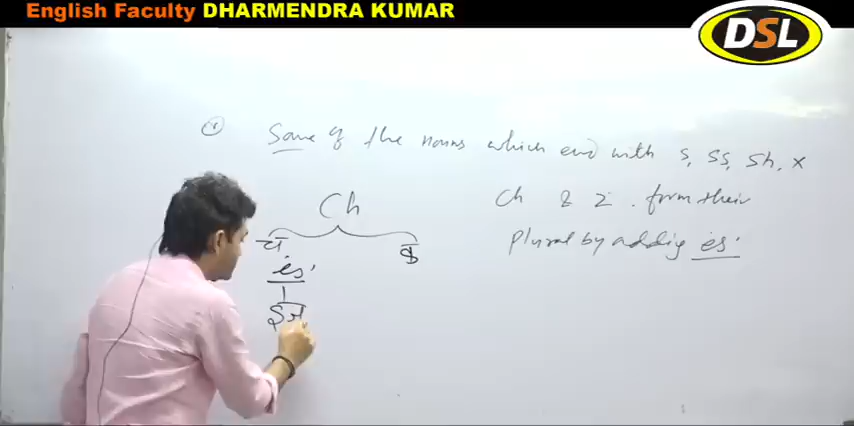 English Faculty DHARMENDRA KUMAR
DSL
Some of the nouns which end with s, ss, sh, x
ch & z. form their
plural by adding 'es'
Ch
च
'es'